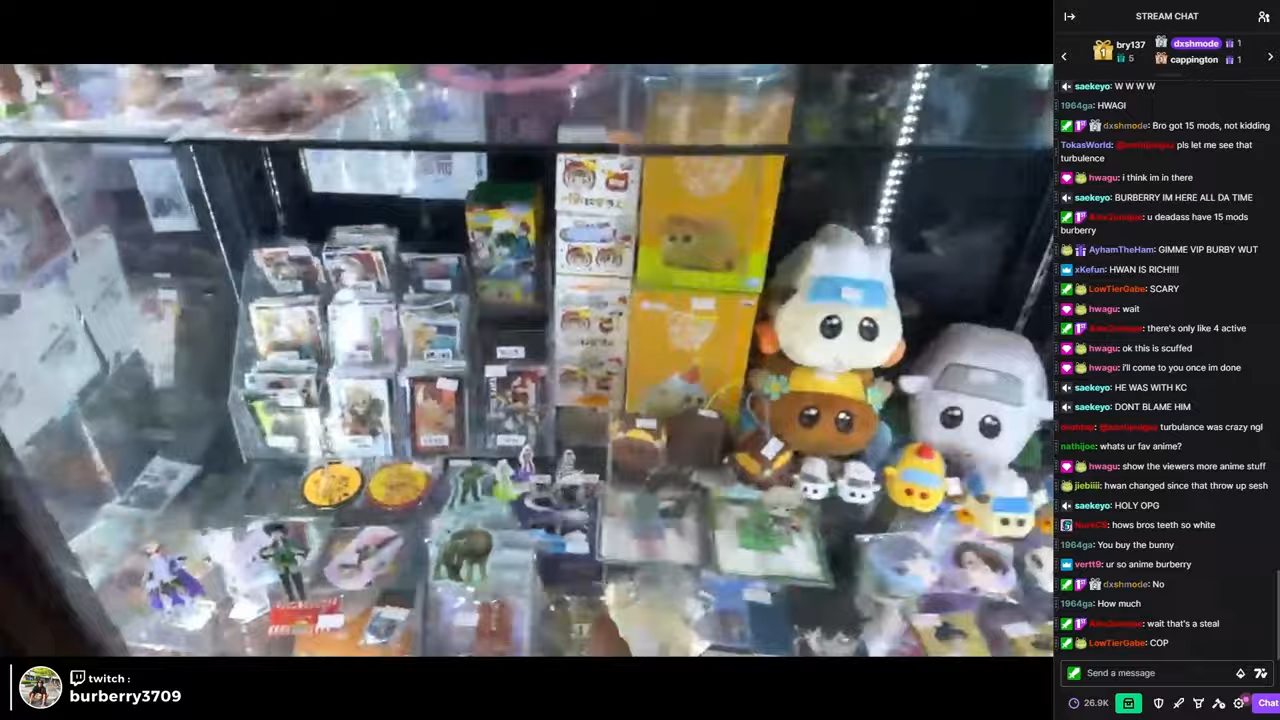 STREAM CHAT
bry137
5
dxshmode 1
cappington 1
saekeyo: W W W W
1964ga: HWAGI
dxshmode: Bro got 15 mods, not kidding
TokasWorld: pls let me see that
turbulence
hwagu: i think im in there
saekeyo: BURBERRY IM HERE ALL DA TIME
u deadass have 15 mods
burberry
AyhamTheHam: GIMME VIP BURBY WUT
xKefun: HWAN IS RICH!!!!
LowTierGabe: SCARY
hwagu: wait
there's only like 4 active
hwagu: ok this is scuffed
hwagu: i'll come to you once im done
saekeyo: HE WAS WITH KC
saekeyo: DONT BLAME HIM
turbulance was crazy ngl
nathijoe: whats ur fav anime?
hwagu: show the viewers more anime stuff
jiebiiii: hwan changed since that throw up sesh
saekeyo: HOLY OPG
hows bros teeth so white
1964ga: You buy the bunny
vertt9: ur so anime burberry
dxshmode: No
1964ga: How much
wait that's a steal
LowTierGabe: COP
Send a message
26.9K
Chat
twitch :
burberry3709